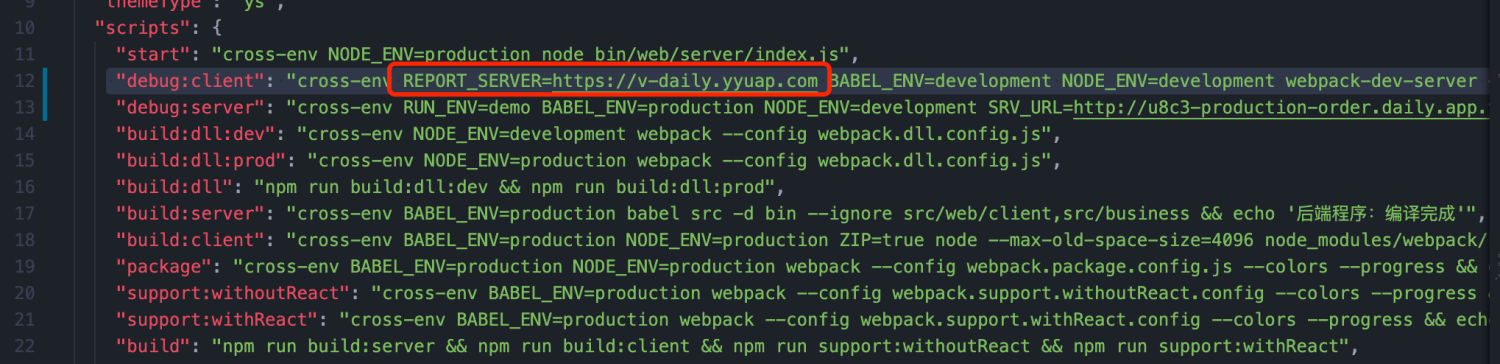 9 "themeType": "ys",
10 "scripts": {
11 "start": "cross-env NODE_ENV=production node bin/web/server/index.js",
12 "debug:client": "cross-env REPORT_SERVER=https://v-daily.yyuap.com BABEL_ENV=development NODE_ENV=development webpack-dev-server
13 "debug:server": "cross-env RUN_ENV=demo BABEL_ENV=production NODE_ENV=development SRV_URL=http://u8c3-production-order.daily.app.
14 "build:dll:dev": "cross-env NODE_ENV=development webpack --config webpack.dll.config.js",
15 "build:dll:prod": "cross-env NODE_ENV=production webpack --config webpack.dll.config.js",
16 "build:dll": "npm run build:dll:dev && npm run build:dll:prod",
17 "build:server": "cross-env BABEL_ENV=production babel src -d bin --ignore src/web/client,src/business && echo '后端程序：编译完成'",
18 "build:client": "cross-env BABEL_ENV=production NODE_ENV=production ZIP=true node --max-old-space-size=4096 node_modules/webpack/
19 "package": "cross-env BABEL_ENV=production NODE_ENV=production webpack --config webpack.package.config.js --colors --progress &&
20 "support:withoutReact": "cross-env BABEL_ENV=production webpack --config webpack.support.withoutReact.config --colors --progress
21 "support:withReact": "cross-env BABEL_ENV=production webpack --config webpack.support.withReact.config --colors --progress && echo
22 "build": "npm run build:server && npm run build:client && npm run support:withoutReact && npm run support:withReact",